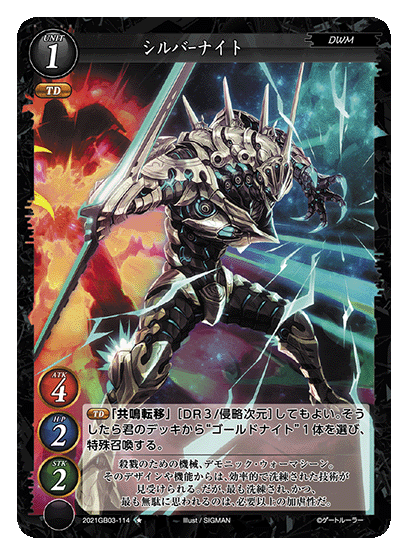 UNIT
1
シルバーナイト
DWM
TD
ATK
4
HP
2
STK
2
TD 「共鳴転移」[DR3/侵略次元]してもよい。そう
したら君のデッキから"ゴールドナイト"1体を選び、
特殊召喚する。
殺戮のための機械、デモニック・ウォーマシーン。
そのデザインや機能からは、効率的で洗練された技術が
見受けられる。だが、最も洗練され、かつ、
最も無駄に思われるのは、必要以上の加虐性だ。
2021GB03-114
Illust / SIGMAN
©ゲートルーラー